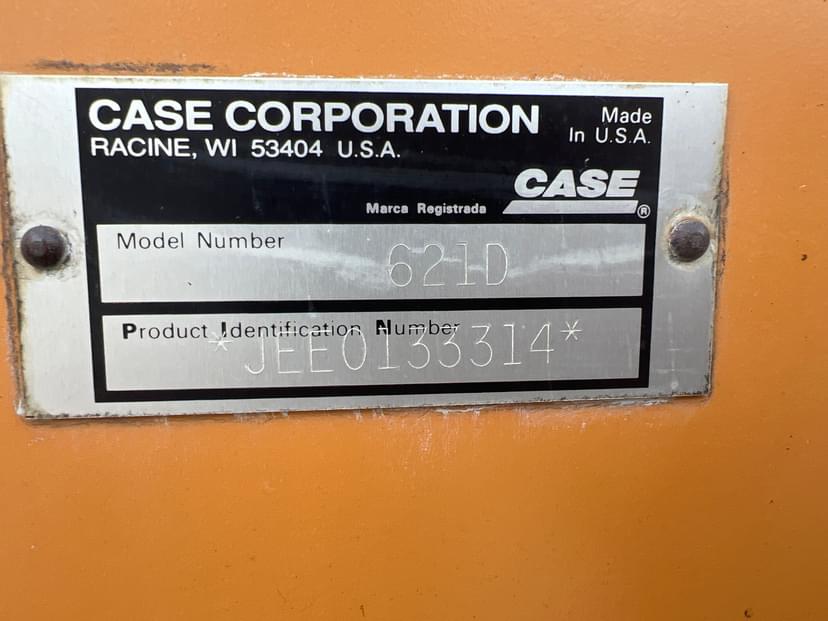 CASE CORPORATION
RACINE, WI 53404 U.S.A.
Made
In U.S.A.
CASE
®
Marca Registrada
Model Number
621D
Product Identification Number
*JEE0133314*